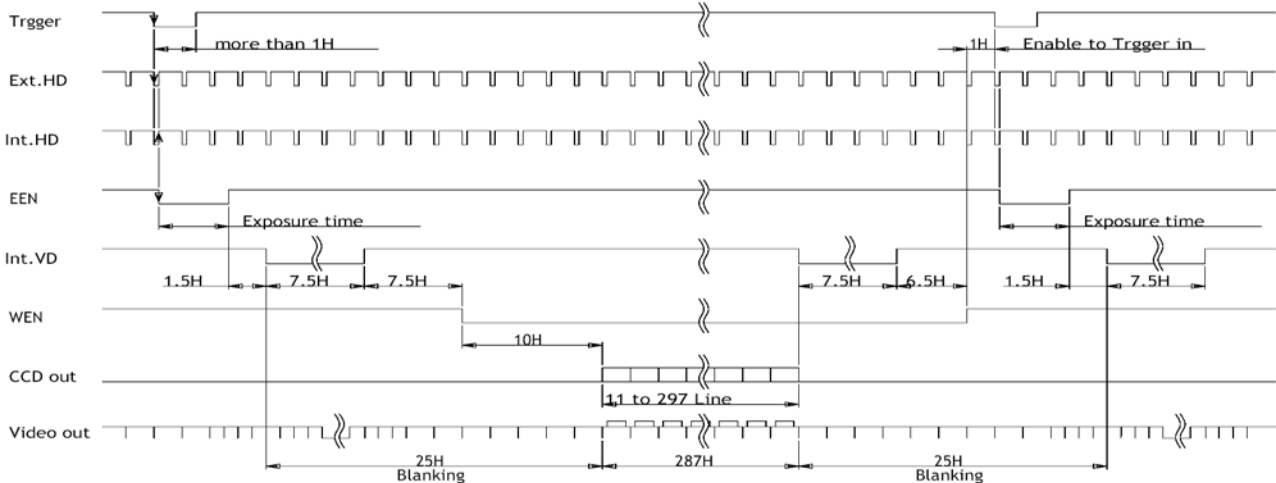 Trgger
more than 1H
1H
Enable to Trgger in
Ext.HD
Int.HD
EEN
Exposure time
Exposure time
Int.VD
1.5H
7.5H
7.5H
7.5H
6.5H
1.5H
7.5H
WEN
10H
CCD out
11 to 297 Line
Video out
25H
287H
25H
Blanking
Blanking